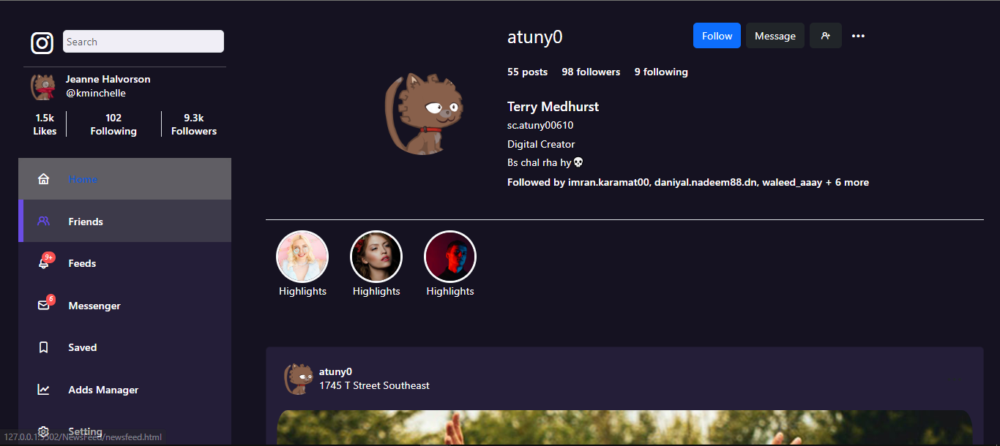 Search
Jeanne Halvorson
@kminchelle
1.5k
Likes
102
Following
9.3k
Followers
Home
Friends
9+
Feeds
6
Messenger
Saved
Adds Manager
Setting
127.0.0.1:5502/NewsFeed/newsfeed.html
atuny0
Follow
Message
55 posts 98 followers 9 following
Terry Medhurst
sc.atuny00610
Digital Creator
Bs chal rha hy💀
Followed by imran.karamat00, daniyal.nadeem88.dn, waleed_aaay + 6 more
Highlights
Highlights
Highlights
atuny0
1745 T Street Southeast